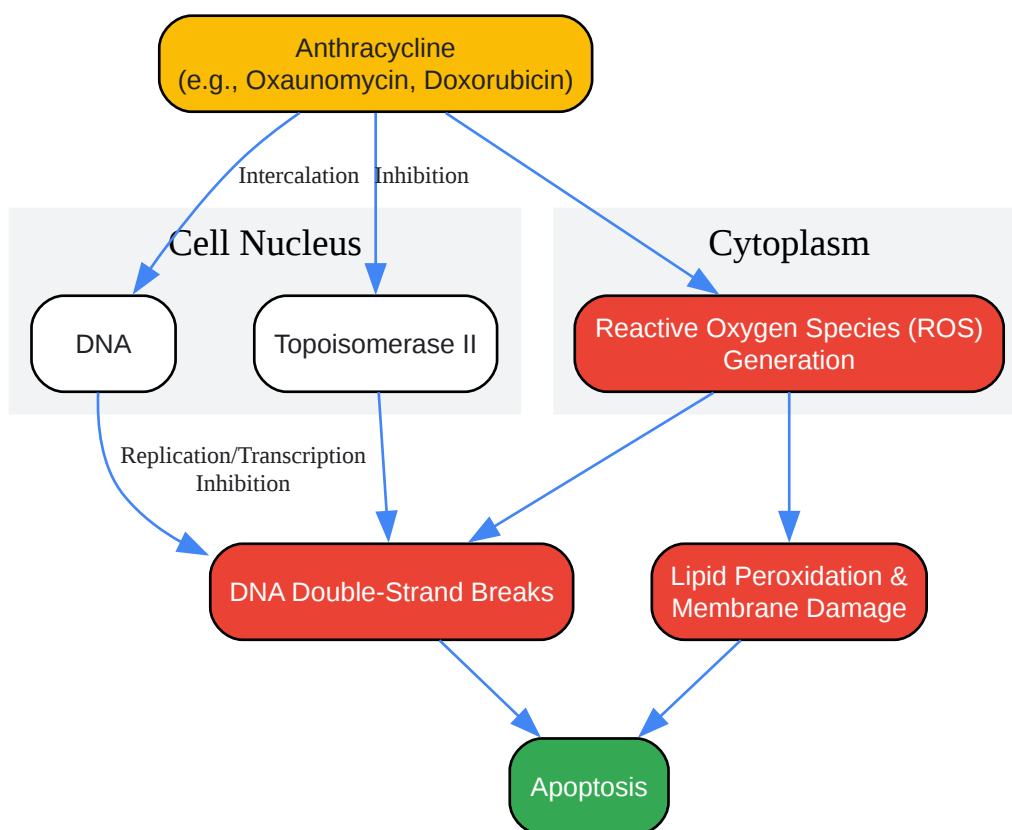 Anthracycline
(e.g., Oxaunomycin, Doxorubicin)
Intercalation
Inhibition
Cell Nucleus
Cytoplasm
DNA
Topoisomerase II
Reactive Oxygen Species (ROS)
Generation
Replication/Transcription
Inhibition
DNA Double-Strand Breaks
Lipid Peroxidation &
Membrane Damage
Apoptosis